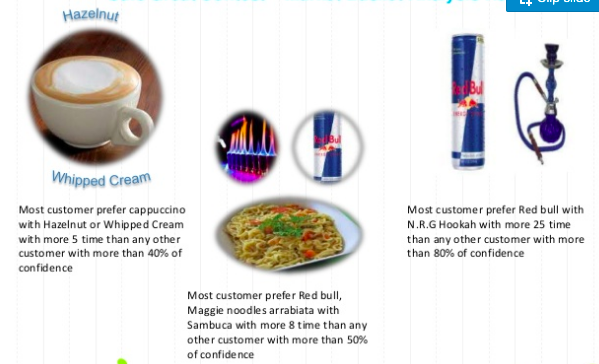 Clip slide
Hazelnut
Whipped Cream
Most customer prefer cappuccino
with Hazelnut or Whipped Cream
with more 5 time than any other
customer with more than 40% of
confidence
Red Bull
RedBull
Most customer prefer Red bull,
Maggie noodles arrabiata with
Sambuca with more 8 time than any
other customer with more than 50%
of confidence
Most customer prefer Red bull with
N.R.G Hookah with more 25 time
than any other customer with more
than 80% of confidence